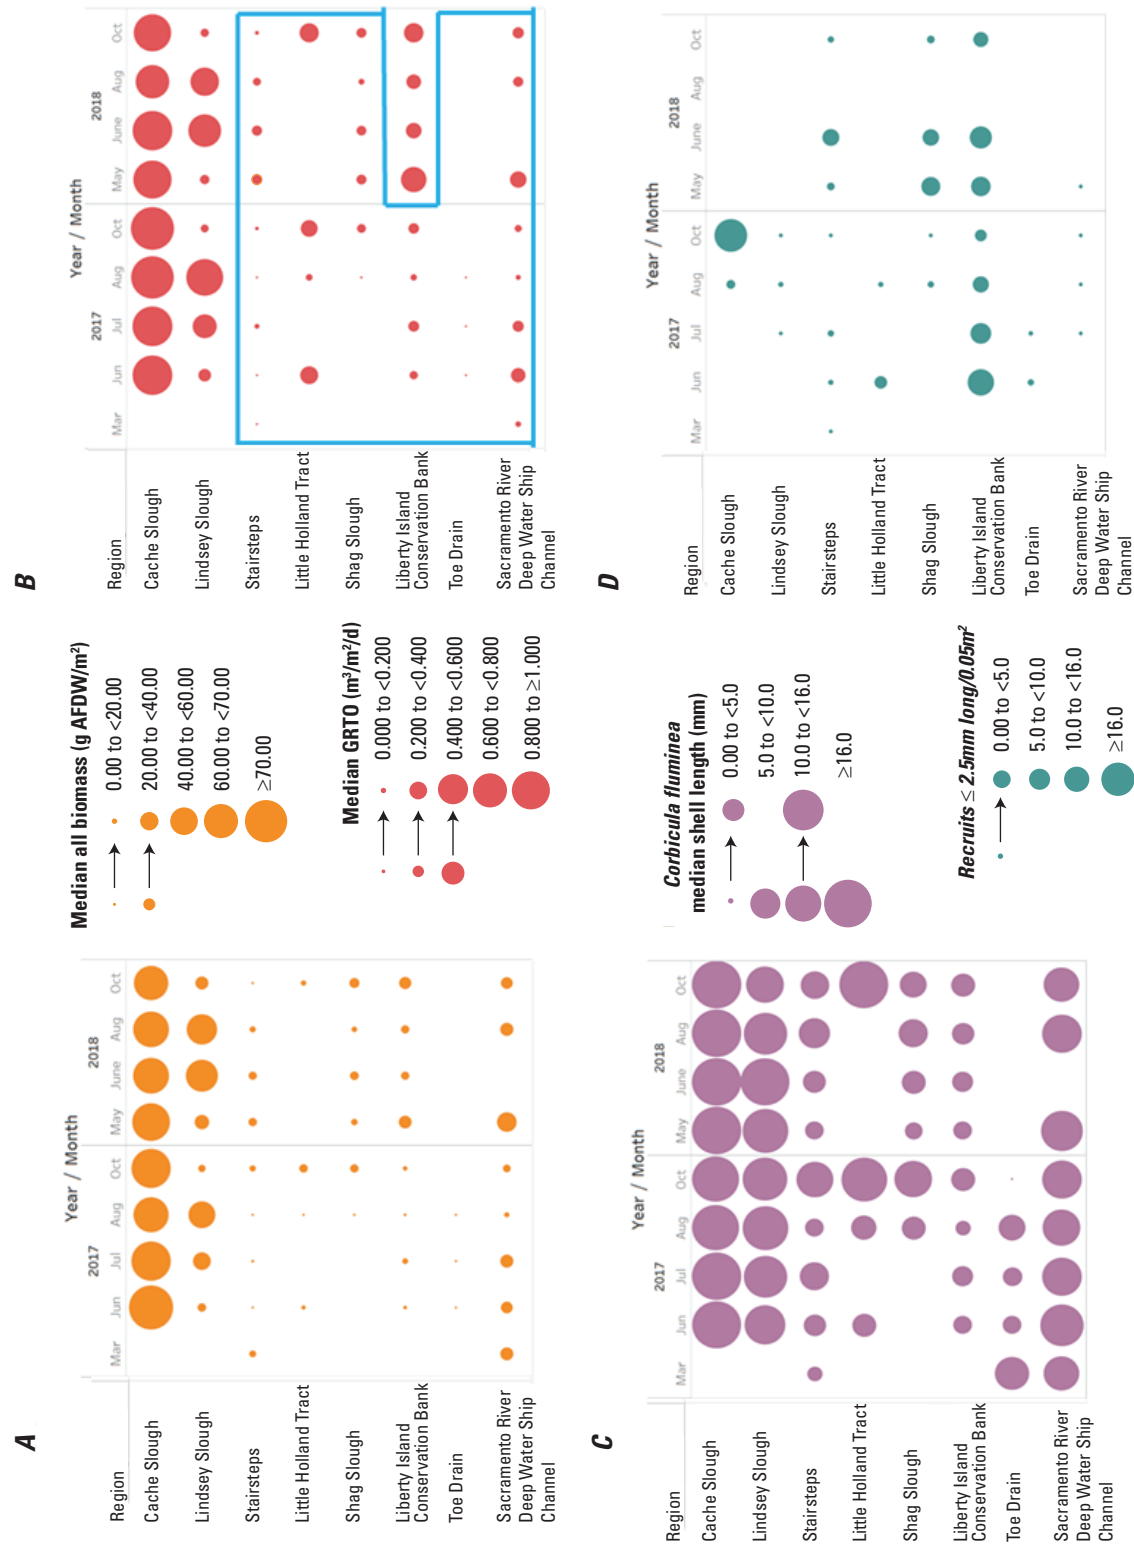 A
Year / Month
2017 2018
Region Mar Jun Jul Aug Oct May June Aug Oct
Cache Slough
Lindsey Slough
Stairsteps
Little Holland Tract
Shag Slough
Liberty Island
Conservation Bank
Toe Drain
Sacramento River
Deep Water Ship
Channel
Median all biomass (g AFDW/m²)
0.00 to <20.00
20.00 to <40.00
40.00 to <60.00
60.00 to <70.00
≥70.00
Median GRTO (m³/m²/d)
0.000 to <0.200
0.200 to <0.400
0.400 to <0.600
0.600 to <0.800
0.800 to ≥1.000
B
Year / Month
2017 2018
Region Mar Jun Jul Aug Oct May June Aug Oct
Cache Slough
Lindsey Slough
Stairsteps
Little Holland Tract
Shag Slough
Liberty Island
Conservation Bank
Toe Drain
Sacramento River
Deep Water Ship
Channel
C
Year / Month
2017 2018
Region Mar Jun Jul Aug Oct May June Aug Oct
Cache Slough
Lindsey Slough
Stairsteps
Little Holland Tract
Shag Slough
Liberty Island
Conservation Bank
Toe Drain
Sacramento River
Deep Water Ship
Channel
Corbicula fluminea
median shell length (mm)
0.00 to <5.0
5.0 to <10.0
10.0 to <16.0
≥16.0
Recruits ≤ 2.5mm long/0.05m²
0.00 to <5.0
5.0 to <10.0
10.0 to <16.0
≥16.0
D
Year / Month
2017 2018
Region Mar Jun Jul Aug Oct May June Aug Oct
Cache Slough
Lindsey Slough
Stairsteps
Little Holland Tract
Shag Slough
Liberty Island
Conservation Bank
Toe Drain
Sacramento River
Deep Water Ship
Channel